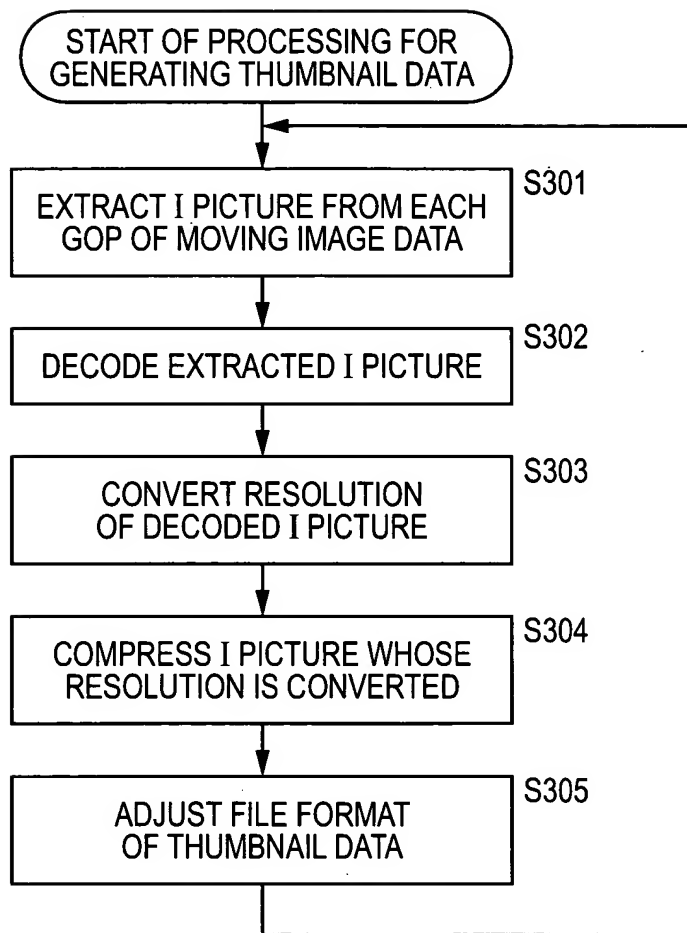 START OF PROCESSING FOR
GENERATING THUMBNAIL DATA
S301
EXTRACT I PICTURE FROM EACH
GOP OF MOVING IMAGE DATA
S302
DECODE EXTRACTED I PICTURE
S303
CONVERT RESOLUTION
OF DECODED I PICTURE
S304
COMPRESS I PICTURE WHOSE
RESOLUTION IS CONVERTED
S305
ADJUST FILE FORMAT
OF THUMBNAIL DATA